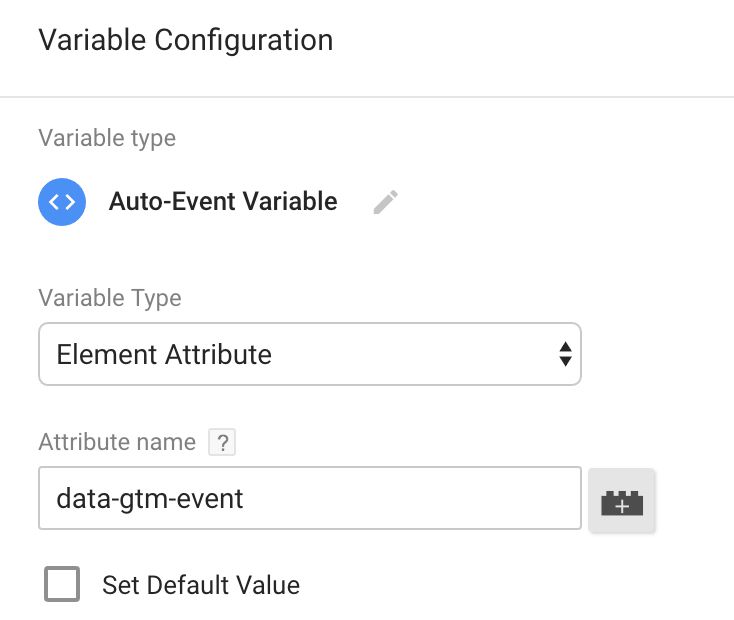 Variable Configuration
Variable type
Auto-Event Variable
Variable Type
Element Attribute
Attribute name ?
data-gtm-event
Set Default Value